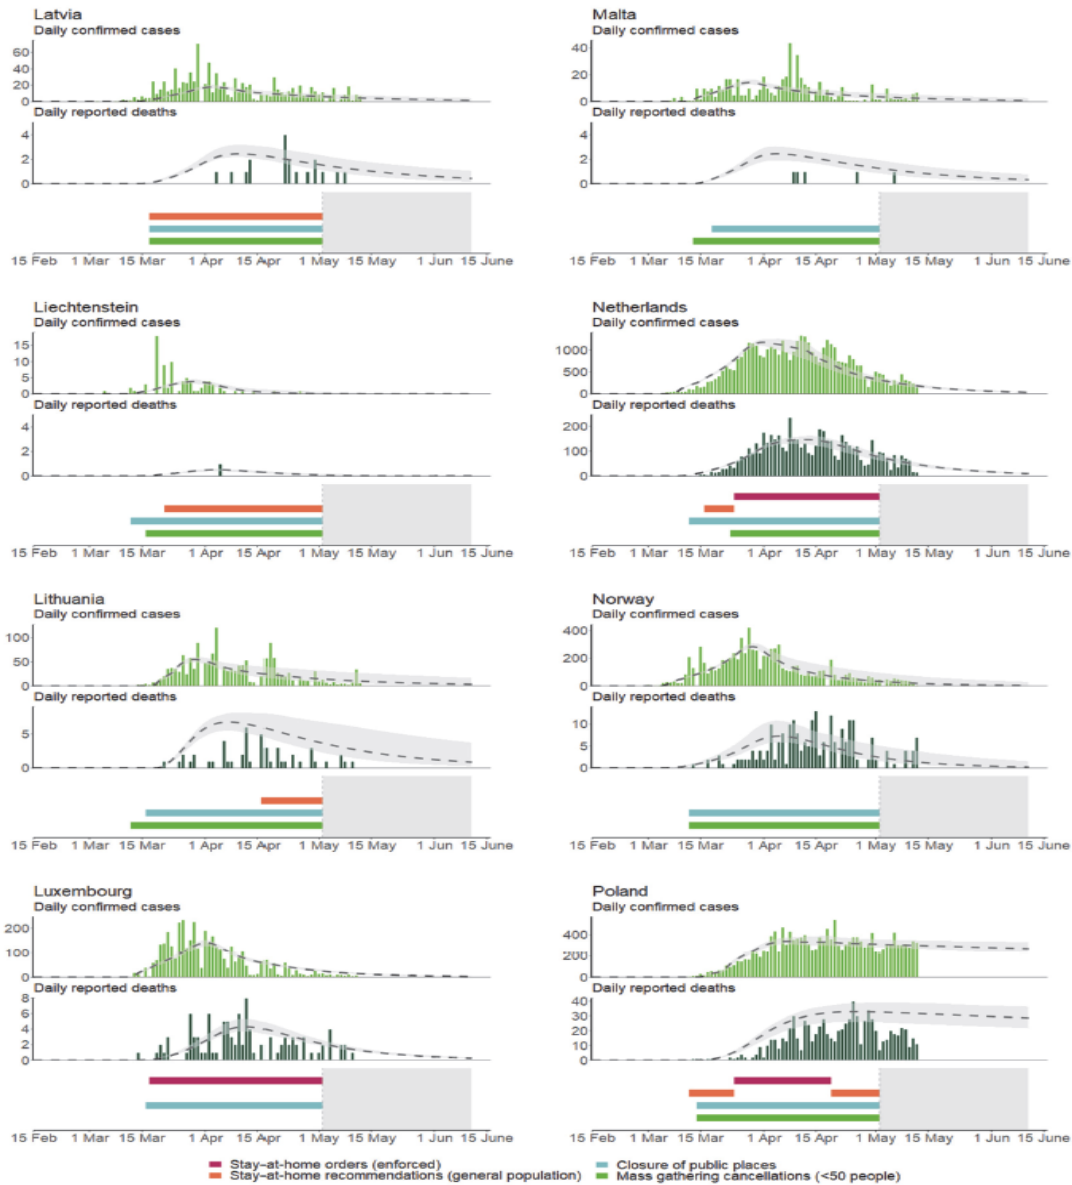 Latvia
Daily confirmed cases
60
40
20
0
Daily reported deaths
4
2
0
15 Feb 1 Mar 15 Mar 1 Apr 15 Apr 1 May 15 May 1 Jun 15 June
Malta
Daily confirmed cases
40
20
0
Daily reported deaths
4
2
0
15 Feb 1 Mar 15 Mar 1 Apr 15 Apr 1 May 15 May 1 Jun 15 June
Liechtenstein
Daily confirmed cases
15
10
5
0
Daily reported deaths
4
2
0
15 Feb 1 Mar 15 Mar 1 Apr 15 Apr 1 May 15 May 1 Jun 15 June
Netherlands
Daily confirmed cases
1000
500
0
Daily reported deaths
200
100
0
15 Feb 1 Mar 15 Mar 1 Apr 15 Apr 1 May 15 May 1 Jun 15 June
Lithuania
Daily confirmed cases
100
50
0
Daily reported deaths
5
0
15 Feb 1 Mar 15 Mar 1 Apr 15 Apr 1 May 15 May 1 Jun 15 June
Norway
Daily confirmed cases
400
200
0
Daily reported deaths
10
5
0
15 Feb 1 Mar 15 Mar 1 Apr 15 Apr 1 May 15 May 1 Jun 15 June
Luxembourg
Daily confirmed cases
200
100
0
Daily reported deaths
8
6
4
2
0
15 Feb 1 Mar 15 Mar 1 Apr 15 Apr 1 May 15 May 1 Jun 15 June
Poland
Daily confirmed cases
400
200
0
Daily reported deaths
40
30
20
10
0
15 Feb 1 Mar 15 Mar 1 Apr 15 Apr 1 May 15 May 1 Jun 15 June
Stay-at-home orders (enforced)
Stay-at-home recommendations (general population)
Closure of public places
Mass gathering cancellations (<50 people)